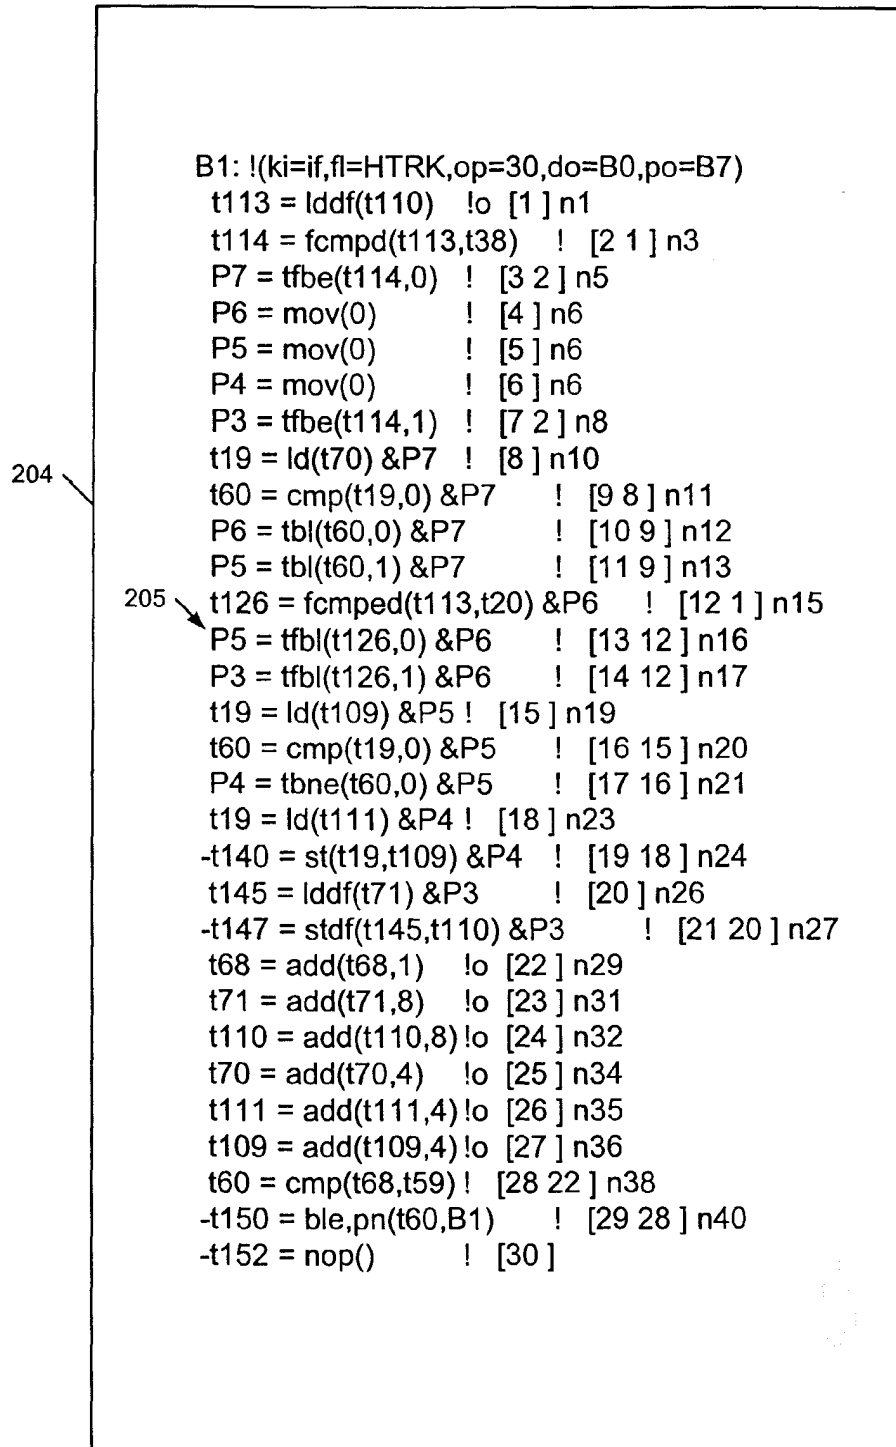 B1: !(ki=if,fl=HTRK,op=30,do=B0,po=B7)
t113 = lddf(t110) !o [1 ] n1
t114 = fcmpd(t113,t38) ! [2 1 ] n3
P7 = tfbe(t114,0) ! [3 2 ] n5
P6 = mov(0) ! [4 ] n6
P5 = mov(0) ! [5 ] n6
P4 = mov(0) ! [6 ] n6
P3 = tfbe(t114,1) ! [7 2 ] n8
t19 = ld(t70) &P7 ! [8 ] n10
204
t60 = cmp(t19,0) &P7 ! [9 8 ] n11
P6 = tbl(t60,0) &P7 ! [10 9 ] n12
P5 = tbl(t60,1) &P7 ! [11 9 ] n13
205 t126 = fcmped(t113,t20) &P6 ! [12 1 ] n15
P5 = tfbl(t126,0) &P6 ! [13 12 ] n16
P3 = tfbl(t126,1) &P6 ! [14 12 ] n17
t19 = ld(t109) &P5 ! [15 ] n19
t60 = cmp(t19,0) &P5 ! [16 15 ] n20
P4 = tbne(t60,0) &P5 ! [17 16 ] n21
t19 = ld(t111) &P4 ! [18 ] n23
-t140 = st(t19,t109) &P4 ! [19 18 ] n24
t145 = lddf(t71) &P3 ! [20 ] n26
-t147 = stdf(t145,t110) &P3 ! [21 20 ] n27
t68 = add(t68,1) !o [22 ] n29
t71 = add(t71,8) !o [23 ] n31
t110 = add(t110,8) !o [24 ] n32
t70 = add(t70,4) !o [25 ] n34
t111 = add(t111,4) !o [26 ] n35
t109 = add(t109,4) !o [27 ] n36
t60 = cmp(t68,t59) ! [28 22 ] n38
-t150 = ble,pn(t60,B1) ! [29 28 ] n40
-t152 = nop() ! [30 ]